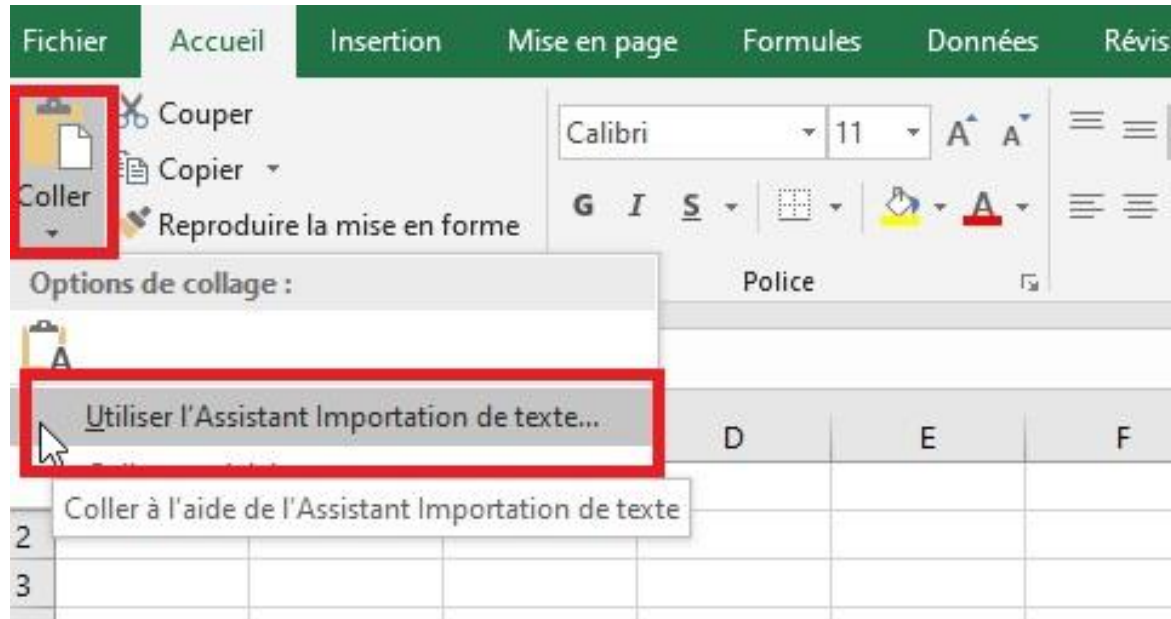 Fichier Accueil Insertion Mise en page Formules Données Révis
Couper
Calibri 11 A A
Copier
Coller
G I S A
Reproduire la mise en forme
Options de collage :
Police
A
Utiliser l'Assistant Importation de texte...
D E F
Coller à l'aide de l'Assistant Importation de texte
2
3